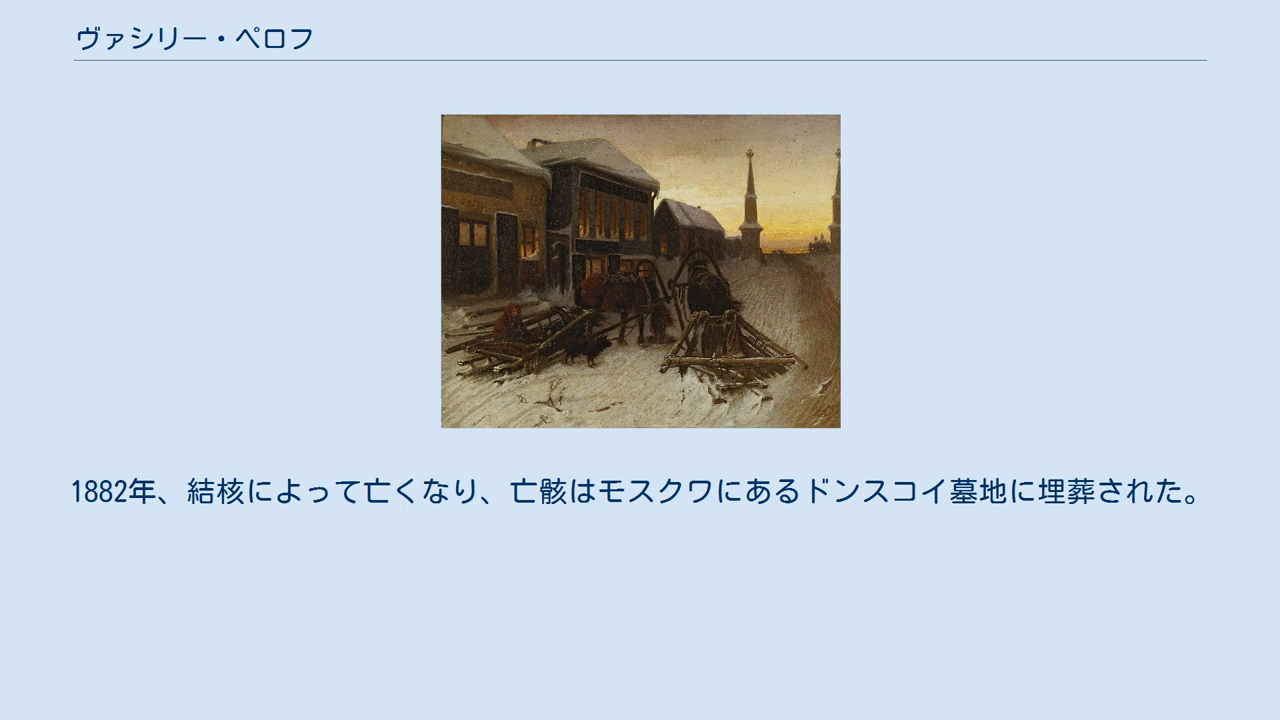 ヴァシリー・ペロフ
1882年、結核によって亡くなり、亡骸はモスクワにあるドンスコイ墓地に埋葬された。